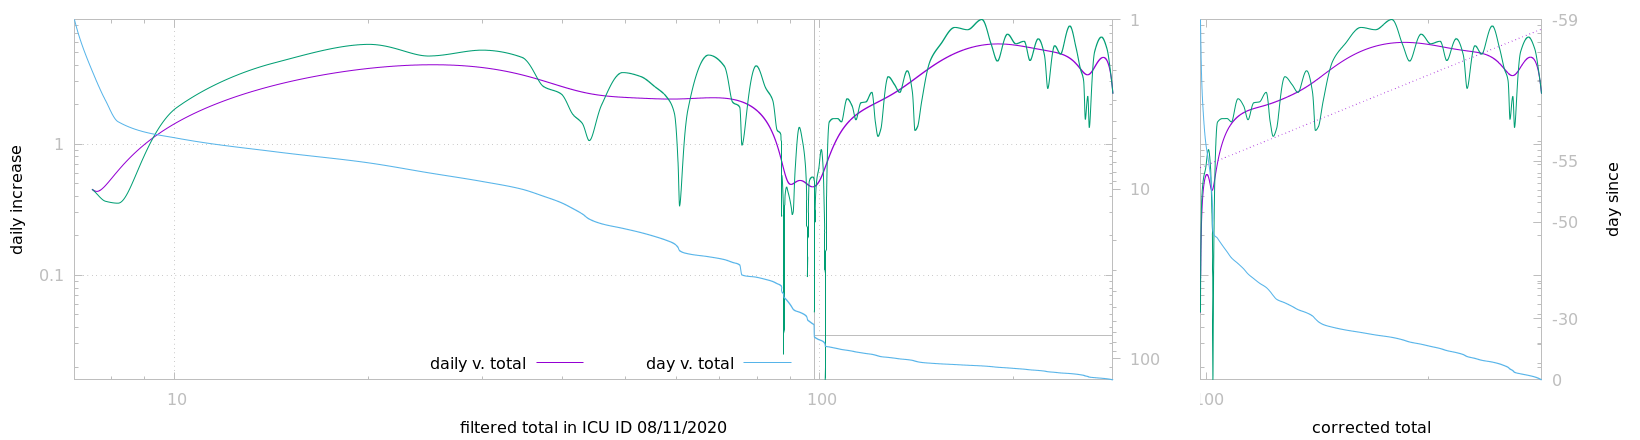 daily increase
1
0.1
10
100
1
10
100
daily v. total
day v. total
filtered total in ICU ID 08/11/2020
-59
-55
-50
-30
0
day since
:00
corrected total